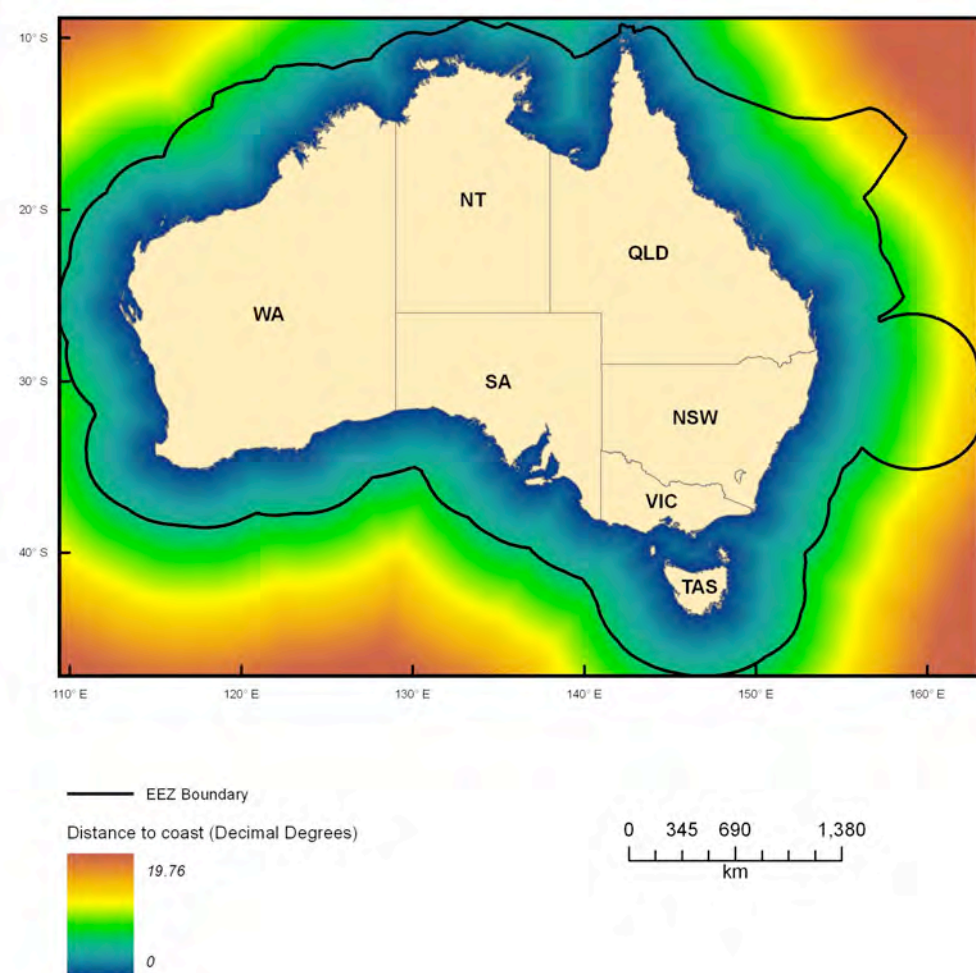 10° S
20° S
30° S
40° S
NT
QLD
WA
SA
NSW
VIC
TAS
110° E 120° E 130° E 140° E 150° E 160° E
EEZ Boundary
Distance to coast (Decimal Degrees)
19.76
0
0 345 690 1,380
km